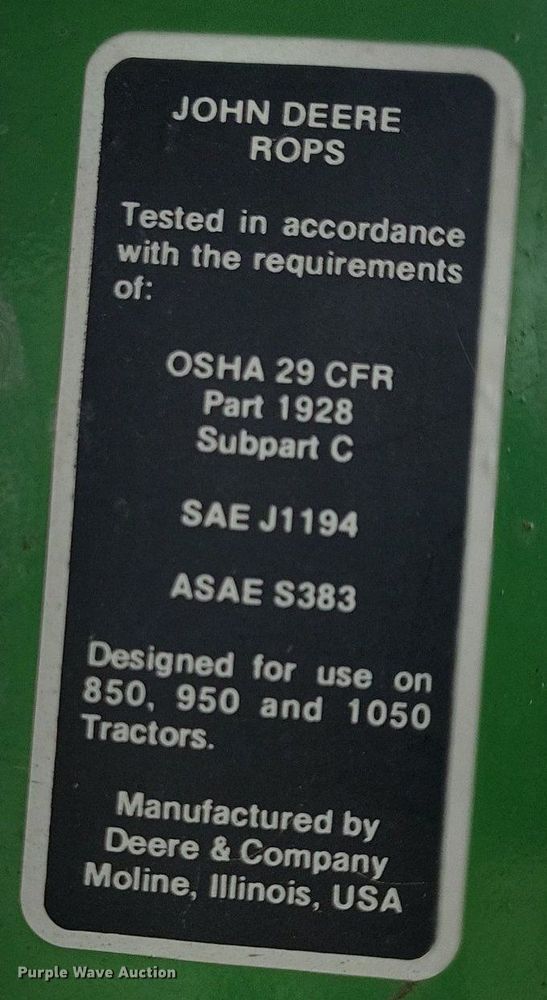 JOHN DEERE
ROPS
Tested in accordance
with the requirements
of:
OSHA 29 CFR
Part 1928
Subpart C
SAE J1194
ASAE S383
Designed for use on
850, 950 and 1050
Tractors.
Manufactured by
Deere & Company
Moline, Illinois, USA
Purple Wave Auction